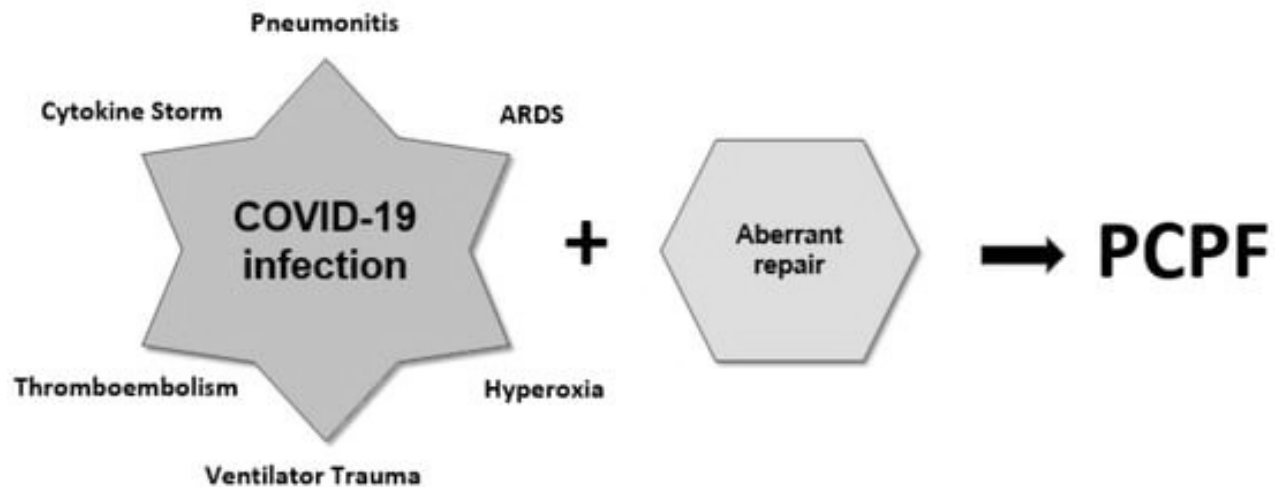 Pneumonitis
Cytokine Storm
ARDS
COVID-19
infection
+
Aberrant
repair
PCPF
Thromboembolism
Hyperoxia
Ventilator Trauma